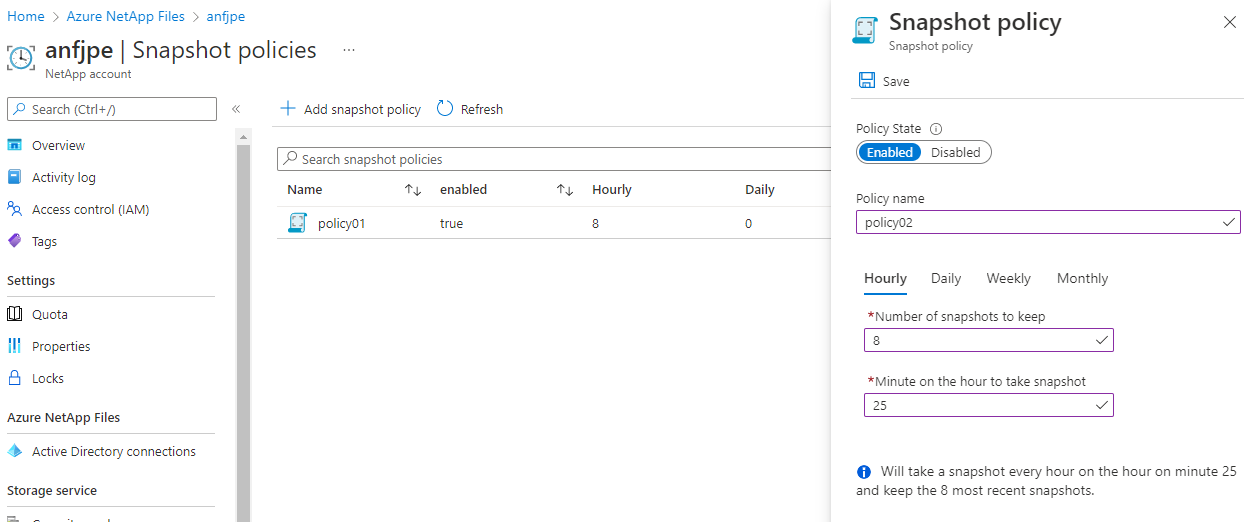 Home > Azure NetApp Files > anfjpe
anfjpe | Snapshot policies ...
NetApp account
Search (Ctrl+/)
«
Overview
Activity log
Access control (IAM)
Tags
Settings
Quota
Properties
Locks
Azure NetApp Files
Active Directory connections
Storage service
+ Add snapshot policy Refresh
Search snapshot policies
Name ↑↓ enabled ↑↓ Hourly Daily
policy01 true 8 0
Snapshot policy
Snapshot policy
Save
Policy State
Enabled Disabled
Policy name
policy02
Hourly Daily Weekly Monthly
*Number of snapshots to keep
8
*Minute on the hour to take snapshot
25
Will take a snapshot every hour on the hour on minute 25
and keep the 8 most recent snapshots.